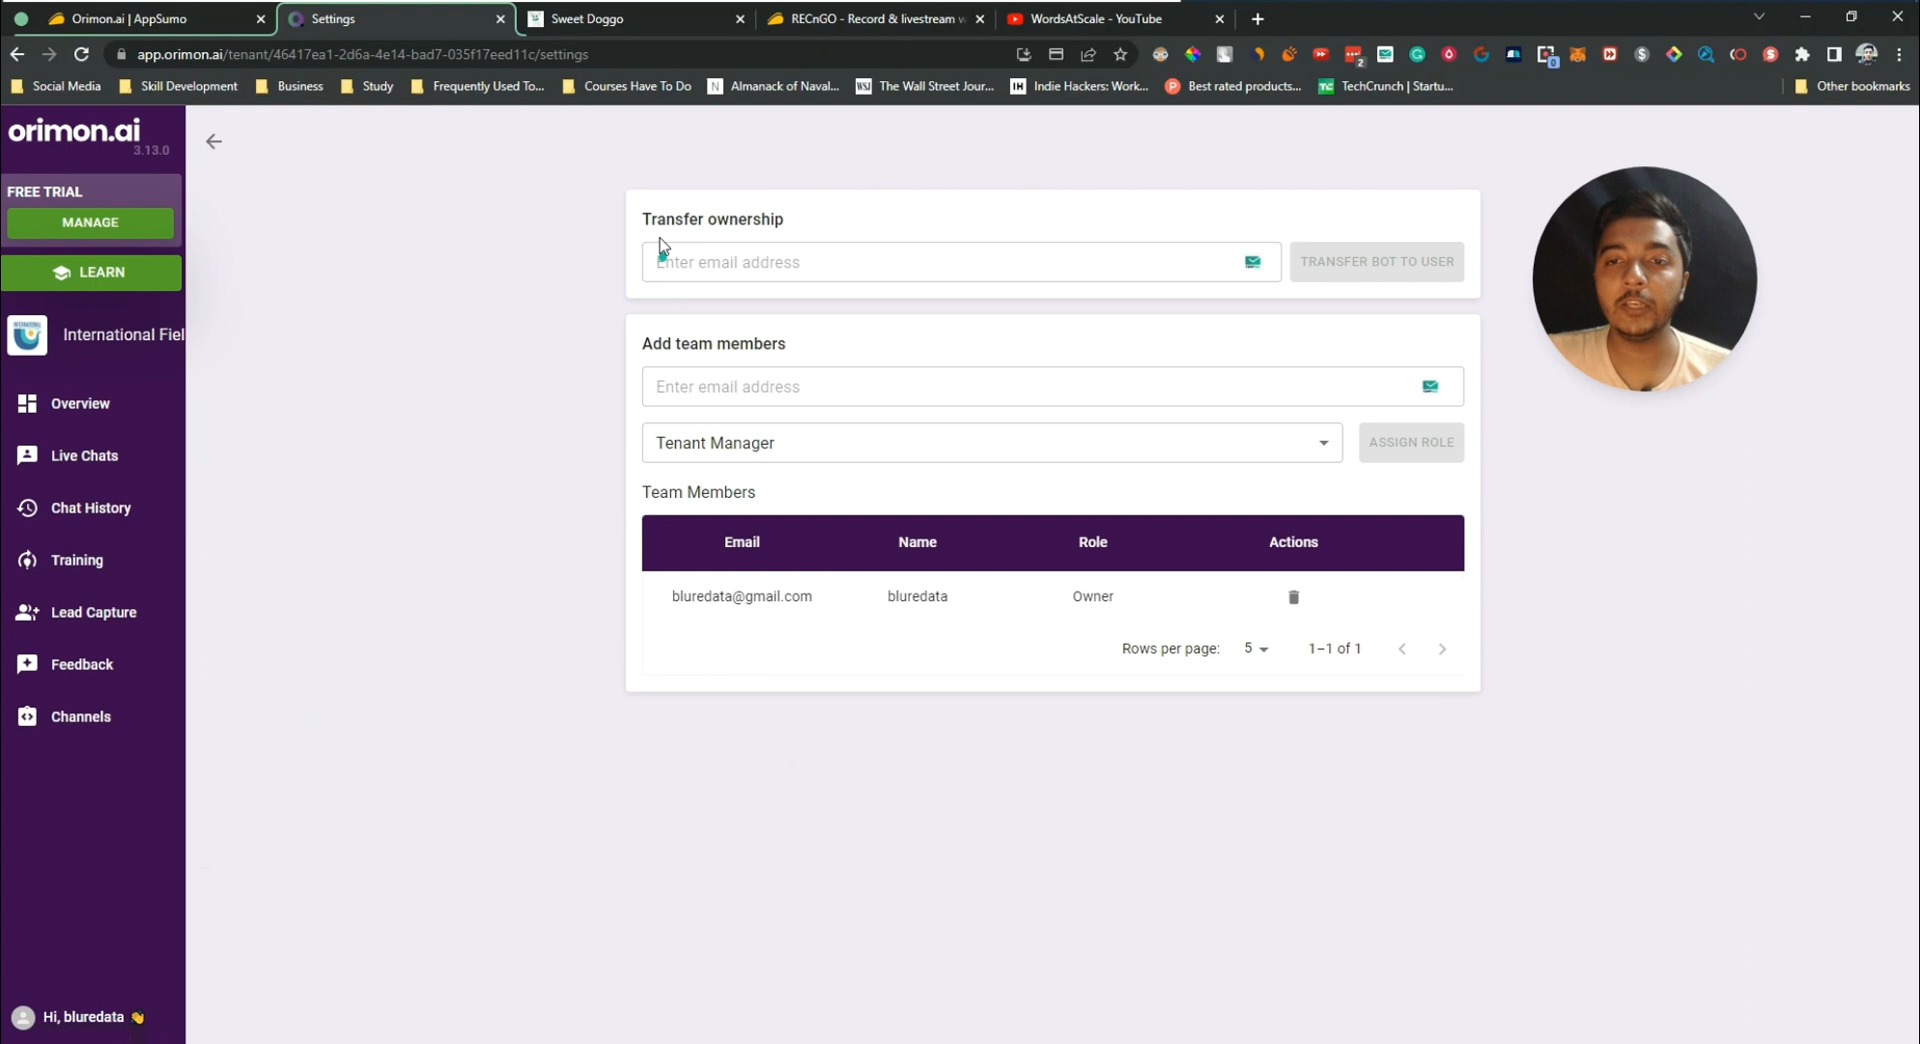 Orimon.ai | AppSumo
Settings
Sweet Doggo
RECnGO - Record & livestream
WordsAtScale - YouTube
app.orimon.ai/tenant/46417ea1-2d6a-4e14-bad7-035f17eed11c/settings
Social Media
Skill Development
Business
Study
Frequently Used To...
Courses Have To Do
Almanack of Naval...
The Wall Street Jour...
Indie Hackers: Work...
Best rated products...
TechCrunch | Startu...
Other bookmarks
orimon.ai
3.13.0
FREE TRIAL
MANAGE
LEARN
International Fiel
Overview
Live Chats
Chat History
Training
Lead Capture
Feedback
Channels
Hi, bluredata 👋
Transfer ownership
Enter email address
TRANSFER BOT TO USER
Add team members
Enter email address
Tenant Manager
ASSIGN ROLE
Team Members
Email Name Role Actions
bluredata@gmail.com bluredata Owner
Rows per page: 5 1–1 of 1